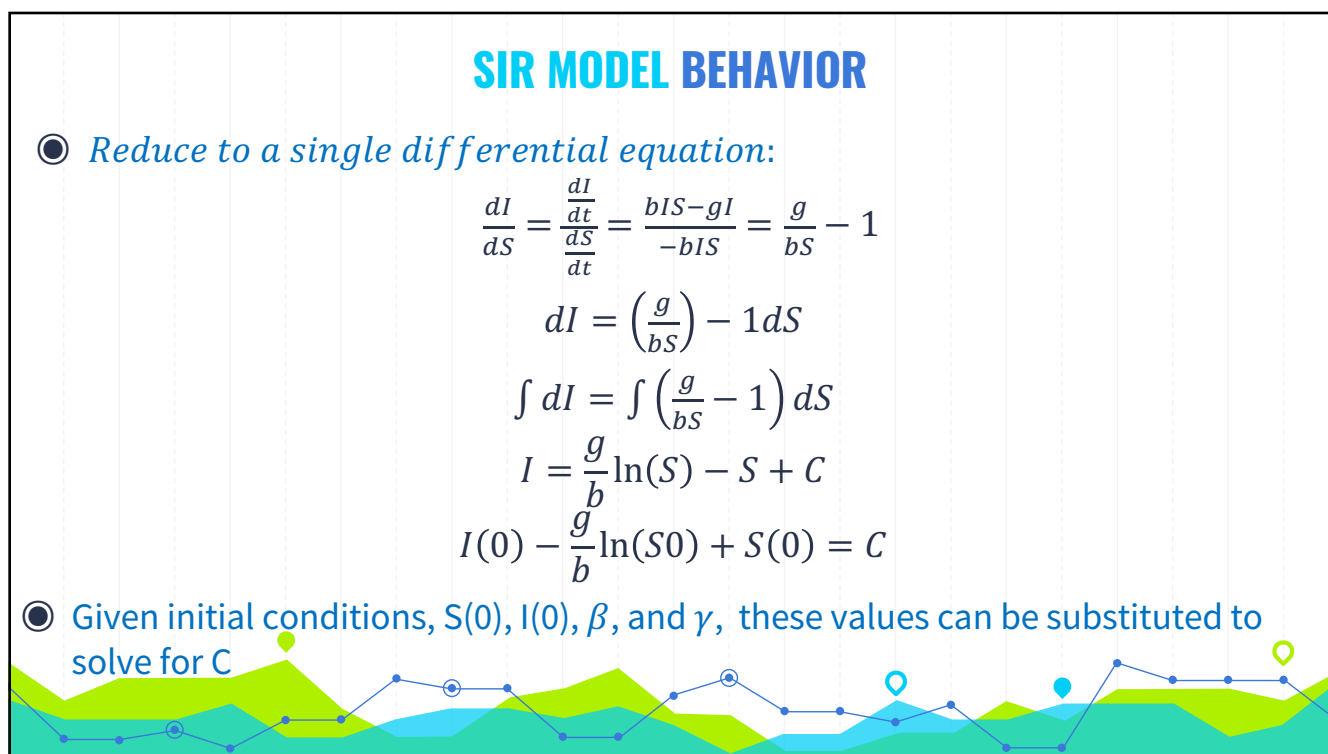 SIR MODEL BEHAVIOR
Reduce to a single differential equation:
dI/dS = (dI/dt)/(dS/dt) = (bIS−gI)/(−bIS) = g/(bS) − 1
dI = (g/(bS)) − 1dS
∫ dI = ∫ (g/(bS) − 1) dS
I = g/b ln(S) − S + C
I(0) − g/b ln(S0) + S(0) = C
Given initial conditions, S(0), I(0), β, and γ, these values can be substituted to
solve for C